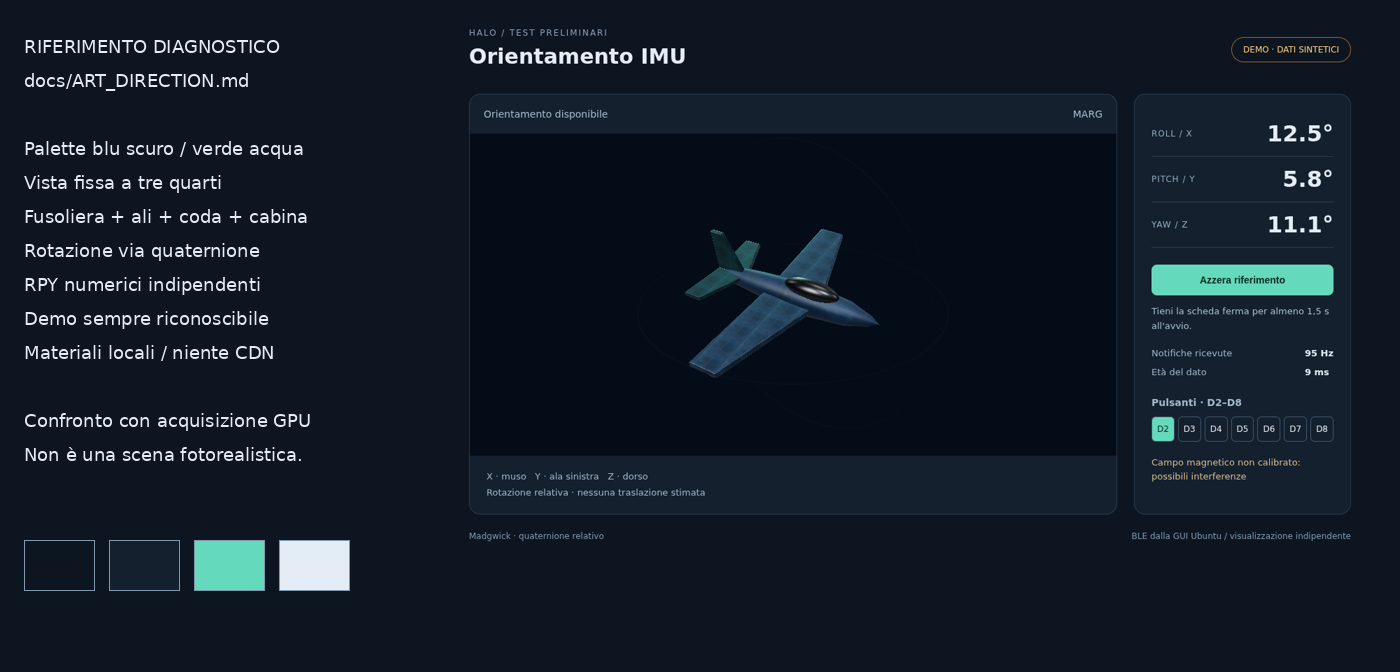 RIFERIMENTO DIAGNOSTICO
docs/ART_DIRECTION.md
Palette blu scuro / verde acqua
Vista fissa a tre quarti
Fusoliera + ali + coda + cabina
Rotazione via quaternione
RPY numerici indipendenti
Demo sempre riconoscibile
Materiali locali / niente CDN
Confronto con acquisizione GPU
Non è una scena fotorealistica.
HALO / TEST PRELIMINARI
Orientamento IMU
DEMO · DATI SINTETICI
Orientamento disponibile
MARG
X · muso Y · ala sinistra Z · dorso
Rotazione relativa · nessuna traslazione stimata
ROLL / X 12.5°
PITCH / Y 5.8°
YAW / Z 11.1°
Azzera riferimento
Tieni la scheda ferma per almeno 1,5 s
all'avvio.
Notifiche ricevute 95 Hz
Età del dato 9 ms
Pulsanti · D2–D8
D2 D3 D4 D5 D6 D7 D8
Campo magnetico non calibrato:
possibili interferenze
Madgwick · quaternione relativo
BLE dalla GUI Ubuntu / visualizzazione indipendente